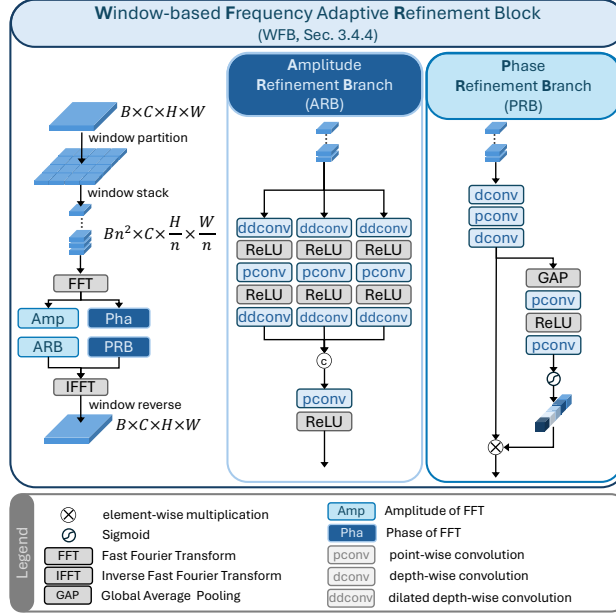 Window-based Frequency Adaptive Refinement Block
(WFB, Sec. 3.4.4)
B×C×H×W
window partition
window stack
Bn²×C×H/n×W/n
FFT
Amp
Pha
ARB
PRB
IFFT
window reverse
B×C×H×W
Amplitude
Refinement Branch
(ARB)
ddconv ddconv ddconv
ReLU ReLU ReLU
pconv pconv pconv
ReLU ReLU ReLU
ddconv ddconv ddconv
c
pconv
ReLU
Phase
Refinement Branch
(PRB)
dconv
pconv
dconv
GAP
pconv
ReLU
pconv
Legend
element-wise multiplication
Sigmoid
FFT Fast Fourier Transform
IFFT Inverse Fast Fourier Transform
GAP Global Average Pooling
Amp Amplitude of FFT
Pha Phase of FFT
pconv point-wise convolution
dconv depth-wise convolution
ddconv dilated depth-wise convolution